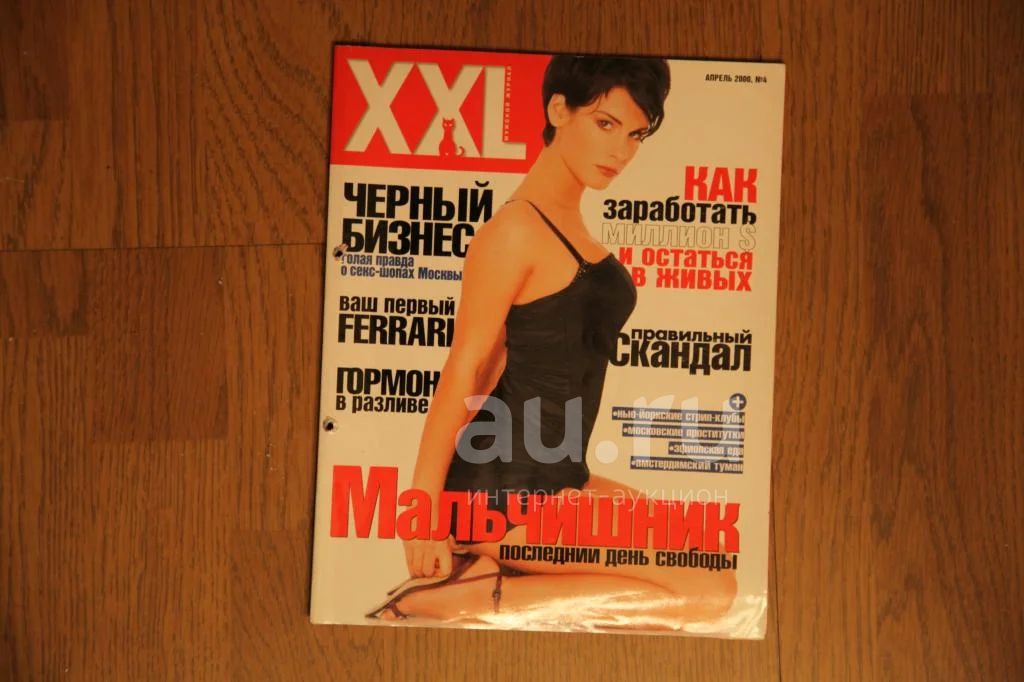 XXL
МУЖСКОЙ ЖУРНАЛ
АПРЕЛЬ 2000, №4
ЧЕРНЫЙ
БИЗНЕС
голая правда
о секс-шопах Москвы
ваш первый
FERRARI
ГОРМОН
в разливе
КАК
заработать
МИЛЛИОН $
и остаться
в живых
правильный
скандал
+
•нью-йоркские стрип-клубы
•московские проститутки
•эфиопская еда
•амстердамский туман
au.ru
интернет-аукцион
Мальчишник
последний день свободы